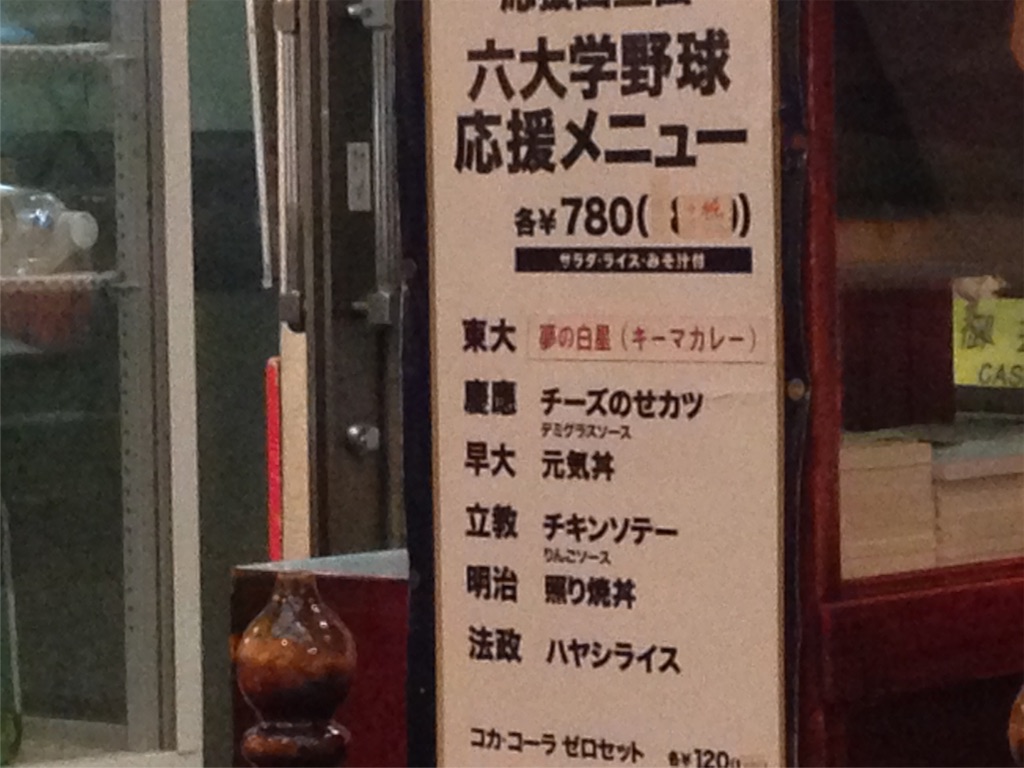 六大学野球
応援メニュー
各¥780( +税 )
サラダ・ライス・みそ汁付
東大 夢の白星(キーマカレー)
慶應 チーズのせカツ
デミグラスソース
早大 元気丼
立教 チキンソテー
りんごソース
明治 照り焼丼
法政 ハヤシライス
コカ・コーラ ゼロセット 各¥120
CAS